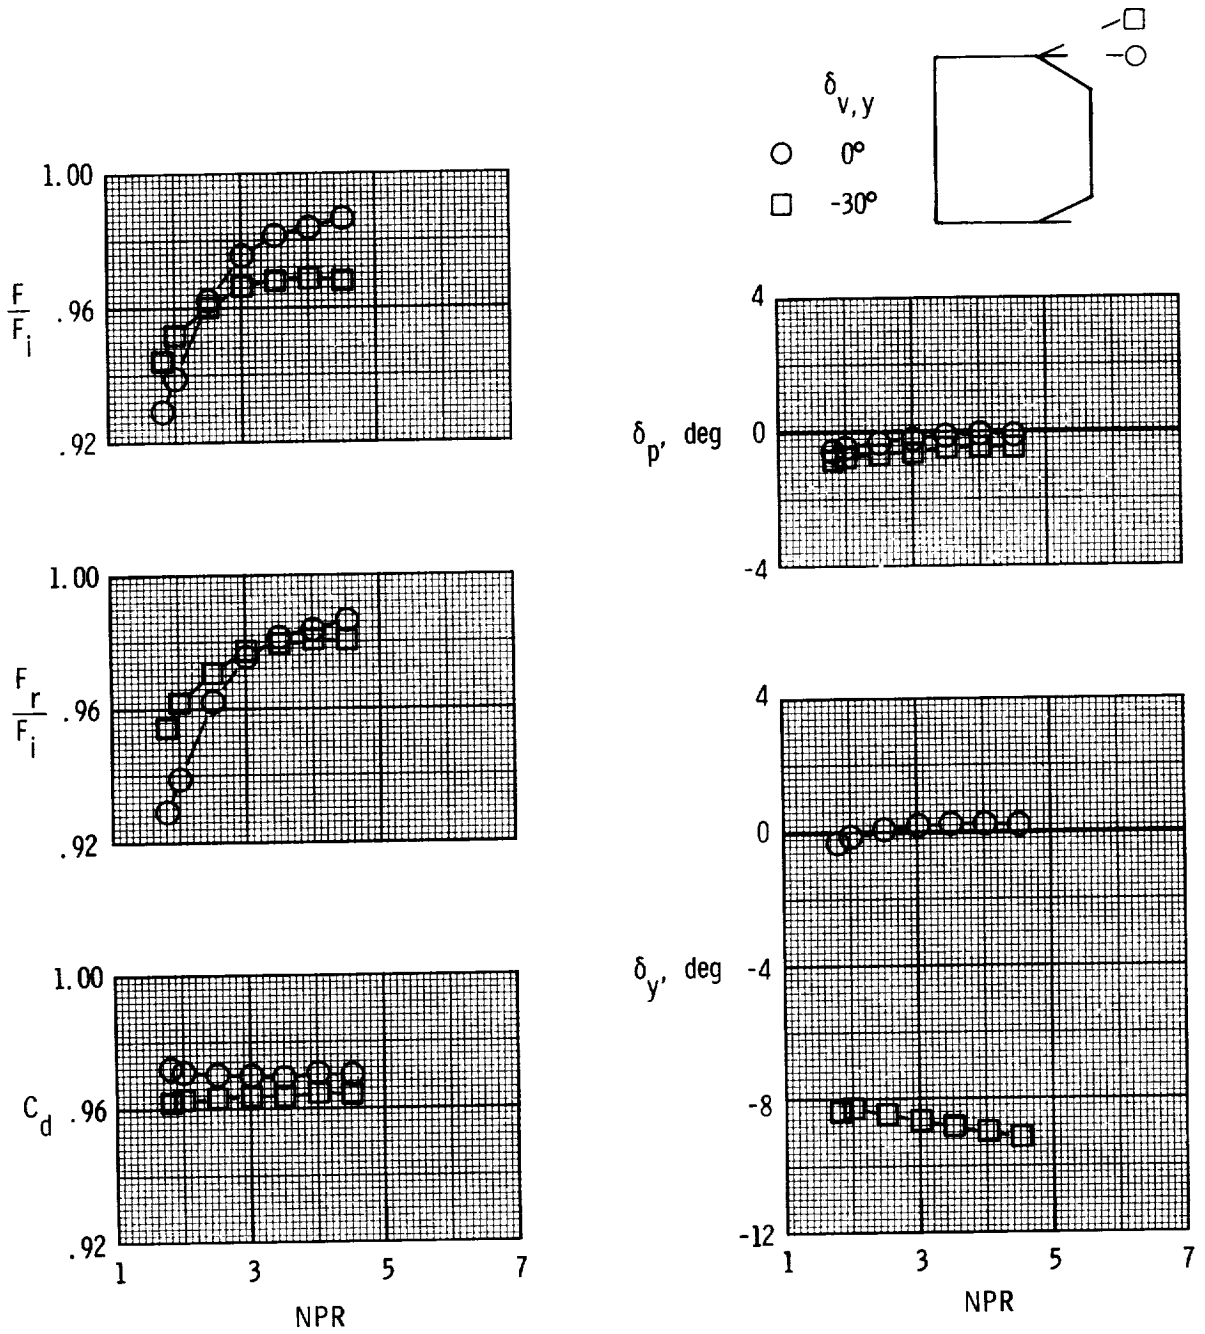 δv,y
0°
-30°
1.00
.96
.92
F
Fi
4
0
-4
δp, deg
1.00
.96
.92
Fr
Fi
4
0
-4
-8
-12
δy, deg
1.00
.96
.92
Cd
1 3 5 7
NPR
1 3 5 7
NPR